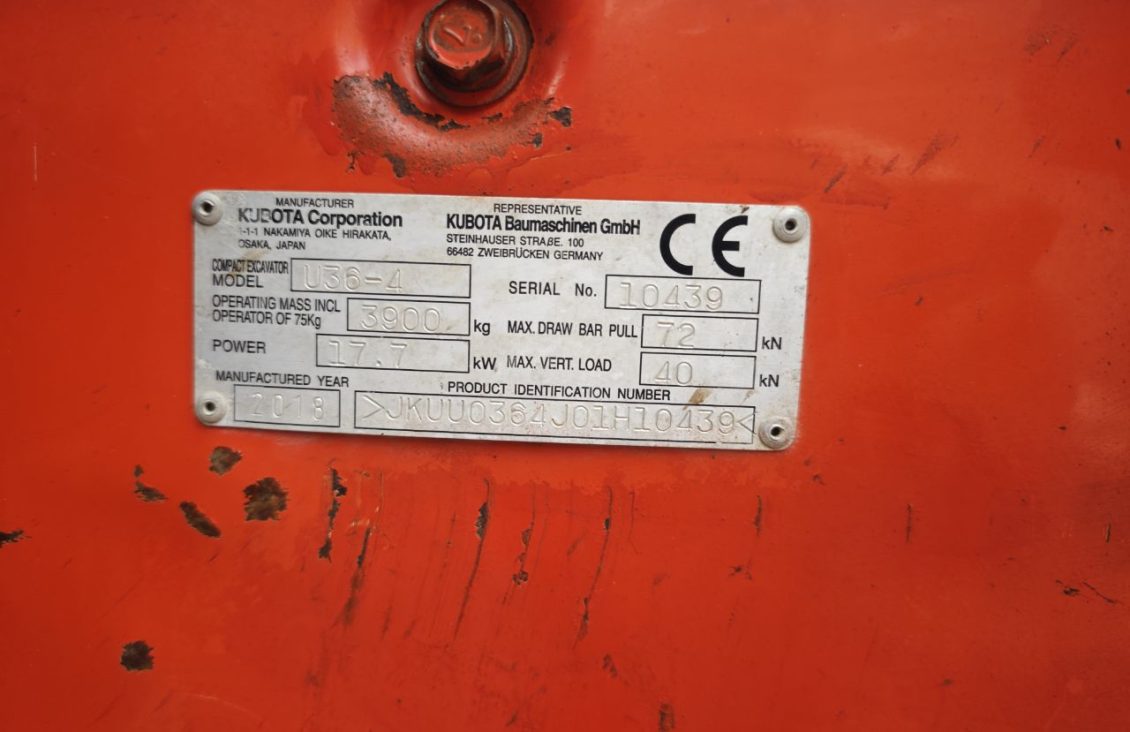 MANUFACTURER
KUBOTA Corporation
1-1-1 NAKAMIYA OIKE HIRAKATA,
OSAKA, JAPAN
REPRESENTATIVE
KUBOTA Baumaschinen GmbH
STEINHAUSER STRAßE. 100
66482 ZWEIBRÜCKEN GERMANY
CE
COMPACT EXCAVATOR
MODEL U36-4
SERIAL No. 10439
OPERATING MASS INCL
OPERATOR OF 75Kg 3900 kg
MAX. DRAW BAR PULL 72 kN
POWER 17.7 kW
MAX. VERT. LOAD 40 kN
MANUFACTURED YEAR
2018
PRODUCT IDENTIFICATION NUMBER
>JKUU0364J01H10439<